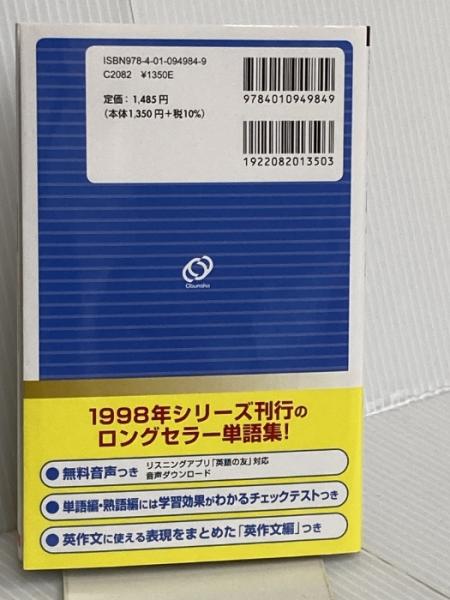 ISBN978-4-01-094984-9
C2082 ¥1350E
定価：1,485円
（本体1,350円＋税10%）
9784010949849
1922082013503
Obunsha
1998年シリーズ刊行の
ロングセラー単語集！
無料音声つき リスニングアプリ「英語の友」対応
音声ダウンロード
単語編・熟語編には学習効果がわかるチェックテストつき
英作文に使える表現をまとめた「英作文編」つき